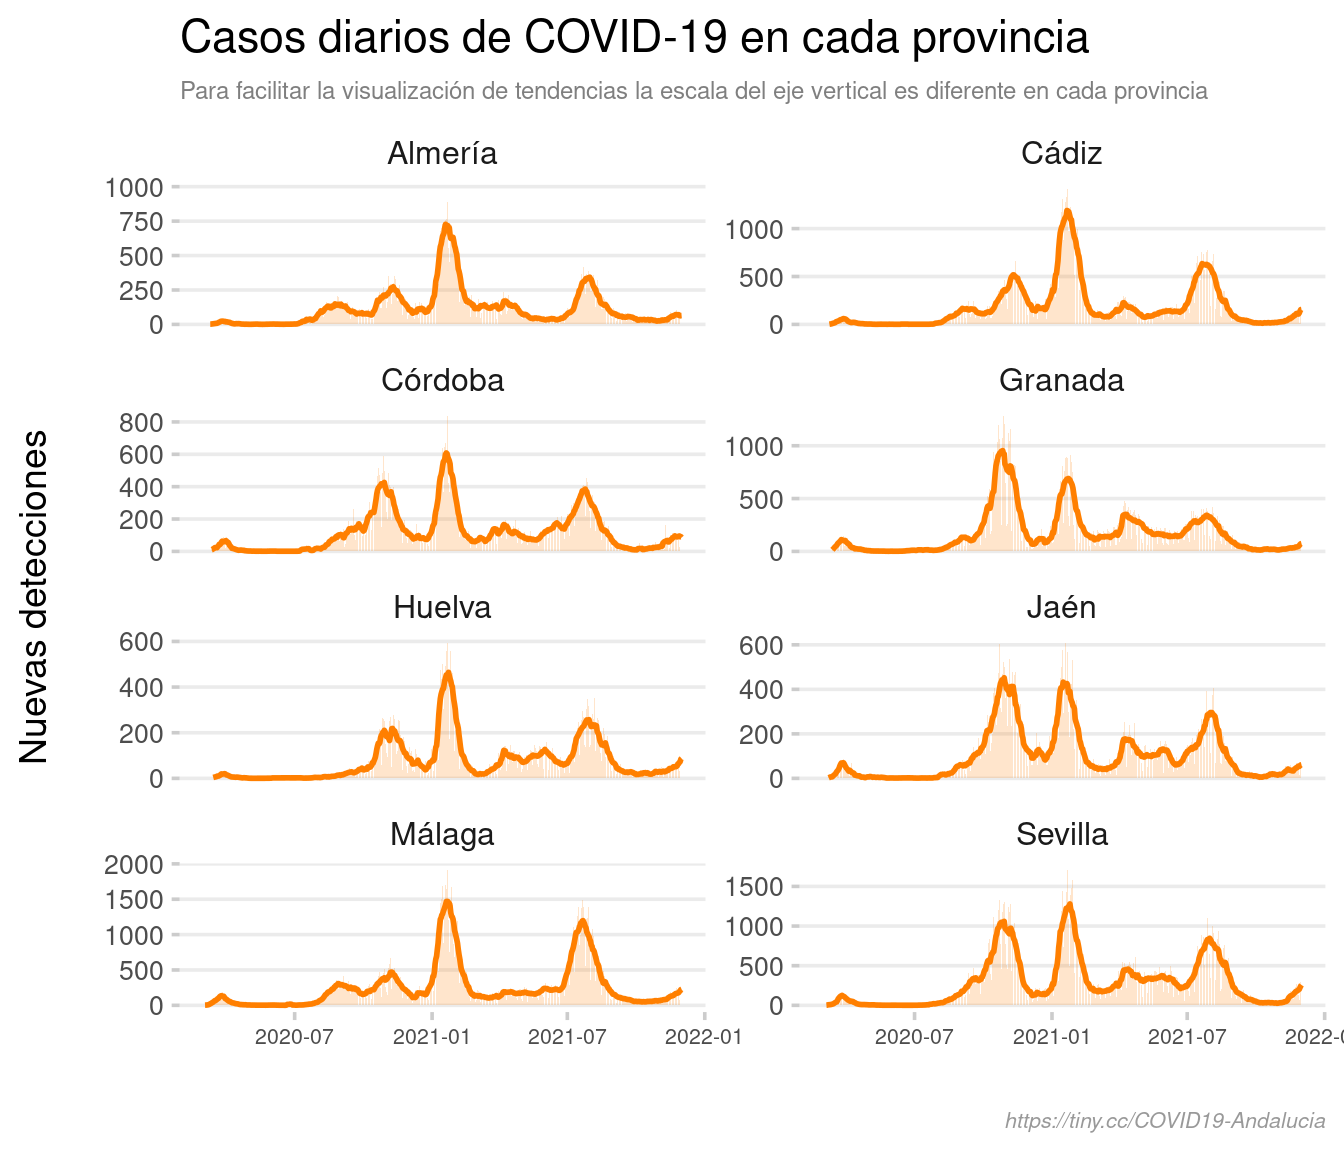 Casos diarios de COVID-19 en cada provincia
Para facilitar la visualización de tendencias la escala del eje vertical es diferente en cada provincia
Nuevas detecciones
Almería
1000
750
500
250
0
Cádiz
1000
500
0
Córdoba
800
600
400
200
0
Granada
1000
500
0
Huelva
600
400
200
0
Jaén
600
400
200
0
Málaga
2000
1500
1000
500
0
2020-07 2021-01 2021-07 2022-01
Sevilla
1500
1000
500
0
2020-07 2021-01 2021-07 2022-0
https://tiny.cc/COVID19-Andalucia